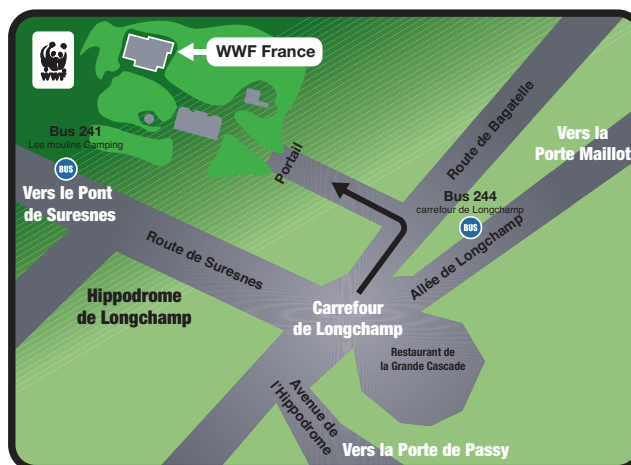 WWF
WWF France
Bus 241
Les moulins Camping
BUS
Vers le Pont
de Suresnes
Portail
Route de Bagatelle
Vers la
Porte Maillot
Bus 244
carrefour de Longchamp
BUS
Allée de Longchamp
Route de Suresnes
Hippodrome
de Longchamp
Carrefour
de Longchamp
Restaurant de
la Grande Cascade
Avenue de
l'Hippodrome
Vers la Porte de Passy